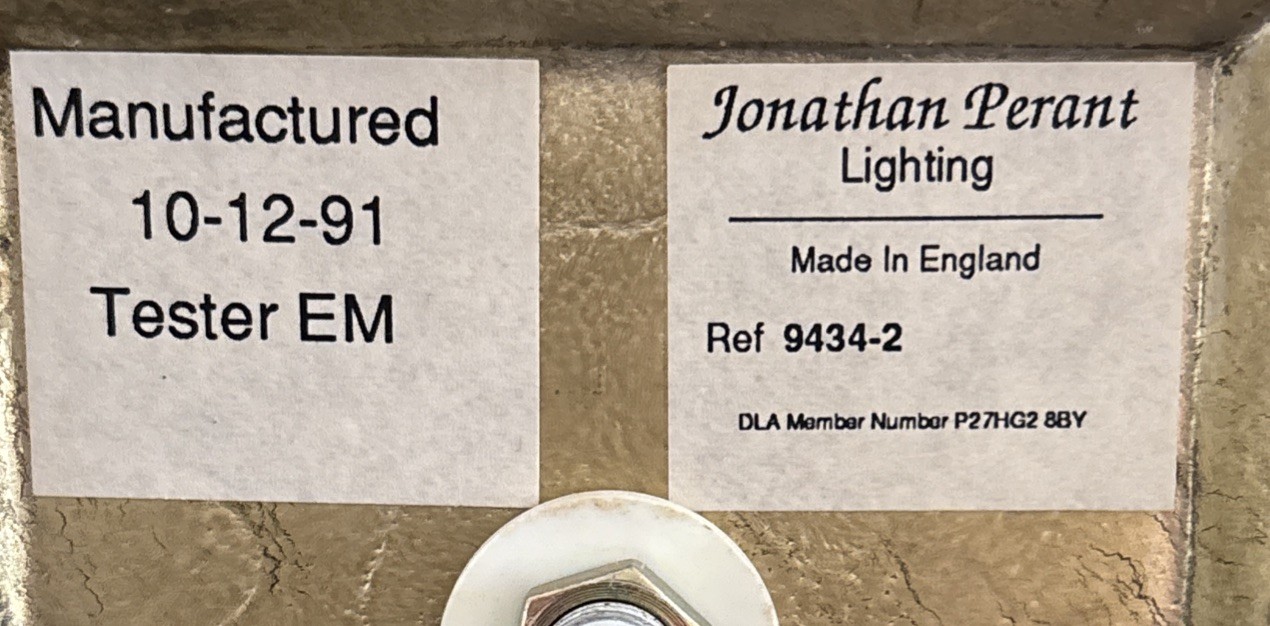 Manufactured
10-12-91
Tester EM
Jonathan Perant
Lighting
Made In England
Ref 9434-2
DLA Member Number P27HG2 8BY